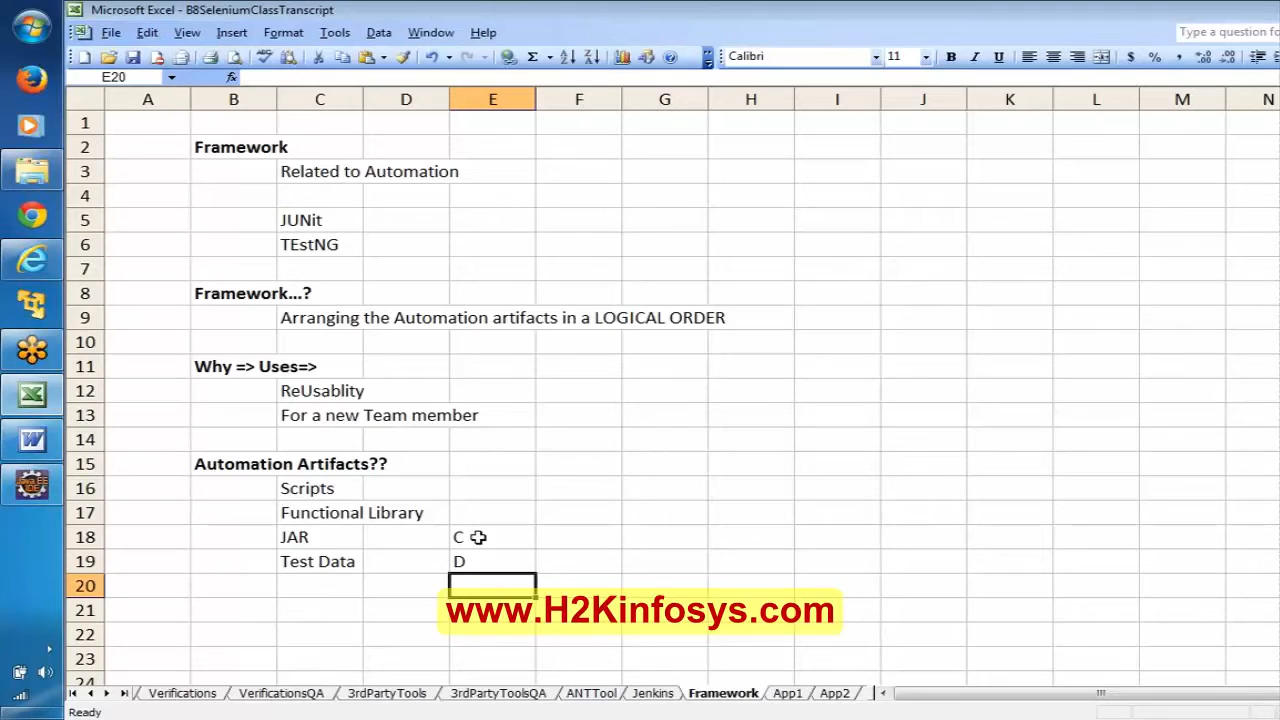 Microsoft Excel - B8SeleniumClassTranscript
File Edit View Insert Format Tools Data Window Help
Type a question fo
Calibri 11 B I U $ % ,
E20 fx
A B C D E F G H I J K L M N
1
2 Framework
3 Related to Automation
4
5 JUNit
6 TEstNG
7
8 Framework...?
9 Arranging the Automation artifacts in a LOGICAL ORDER
10
11 Why => Uses=>
12 ReUsablity
13 For a new Team member
14
15 Automation Artifacts??
16 Scripts
17 Functional Library
18 JAR C
19 Test Data D
20
www.H2Kinfosys.com
21
22
23
24
Verifications VerificationsQA 3rdPartyTools 3rdPartyToolsQA ANTTool Jenkins Framework App1 App2
Ready